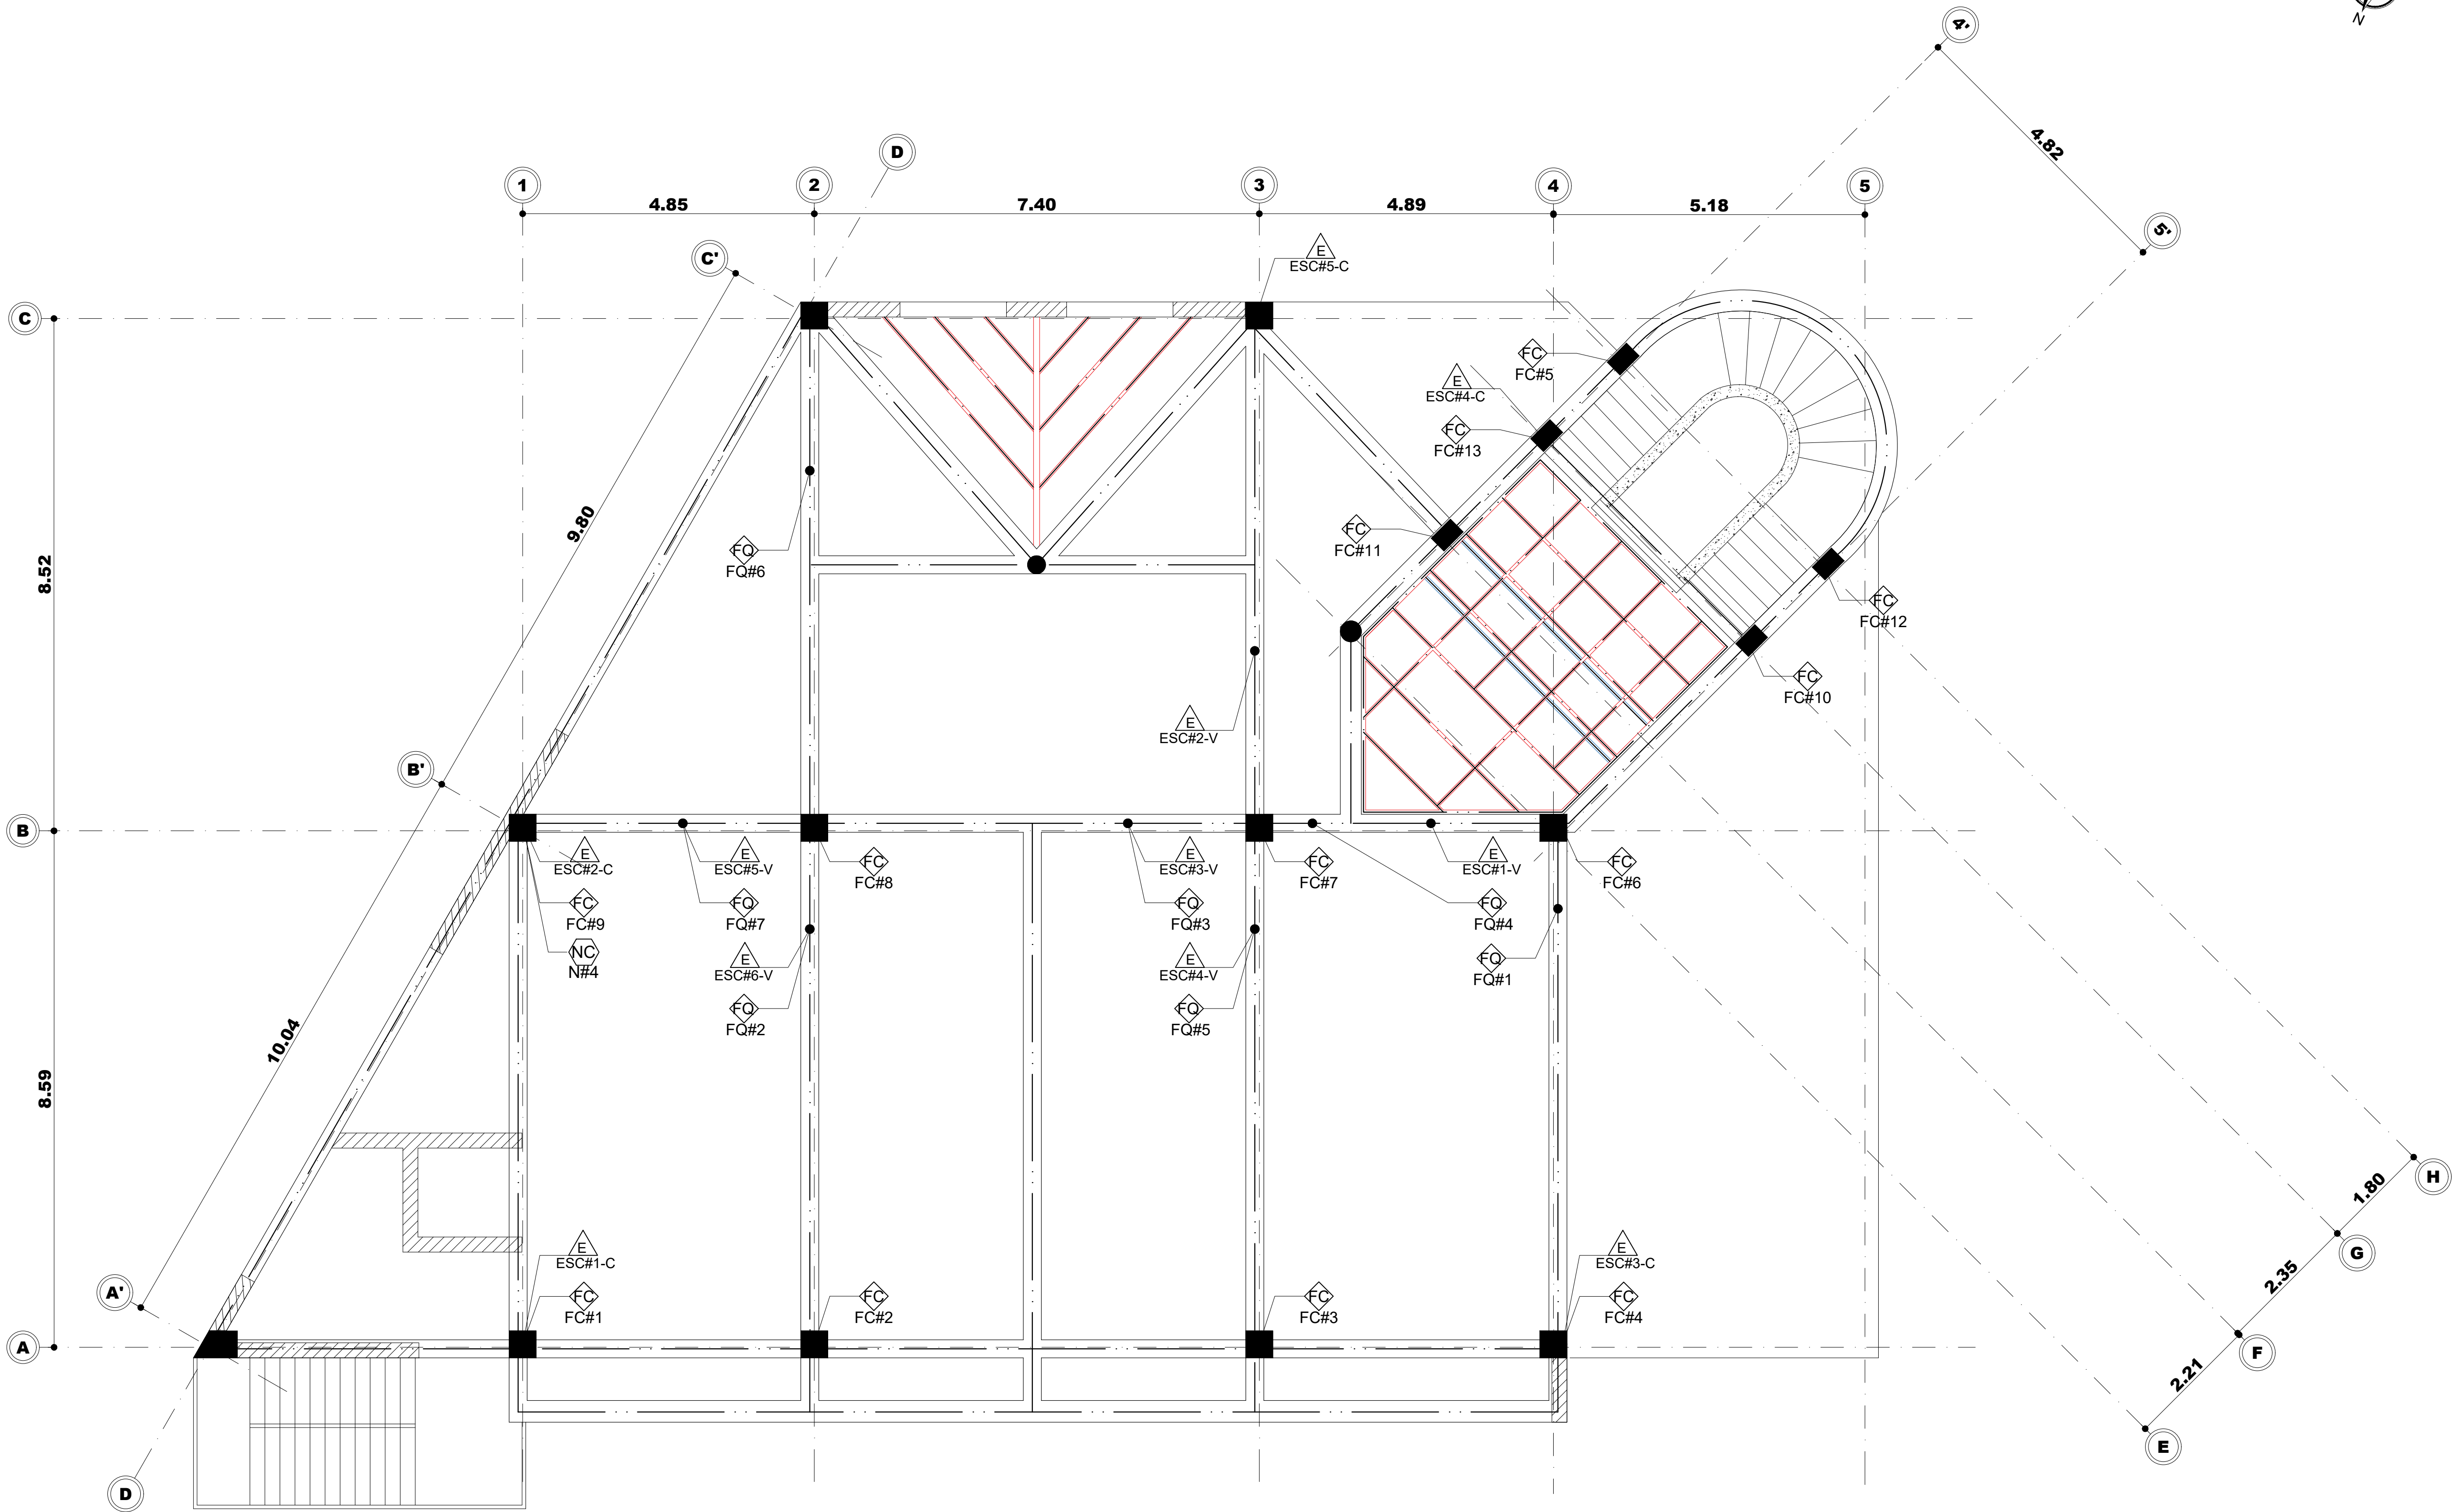 N
4'
4.82
5'
D
1
2
3
4
5
4.85
7.40
4.89
5.18
C'
E
ESC#5-C
C
FC
FC#5
E
ESC#4-C
FC
FC#13
9.80
FC
FC#11
FQ
FQ#6
8.52
FC
FC#12
FC
FC#10
E
ESC#2-V
B'
B
E
ESC#2-C
E
ESC#5-V
FC
FC#8
E
ESC#3-V
FC
FC#7
E
ESC#1-V
FC
FC#6
FC
FC#9
FQ
FQ#7
FQ
FQ#3
FQ
FQ#4
NC
N#4
E
ESC#6-V
E
ESC#4-V
FQ
FQ#1
FQ
FQ#2
FQ
FQ#5
10.04
8.59
H
1.80
G
2.35
F
2.21
E
E
ESC#1-C
E
ESC#3-C
FC
FC#1
FC
FC#2
FC
FC#3
FC
FC#4
A'
A
D